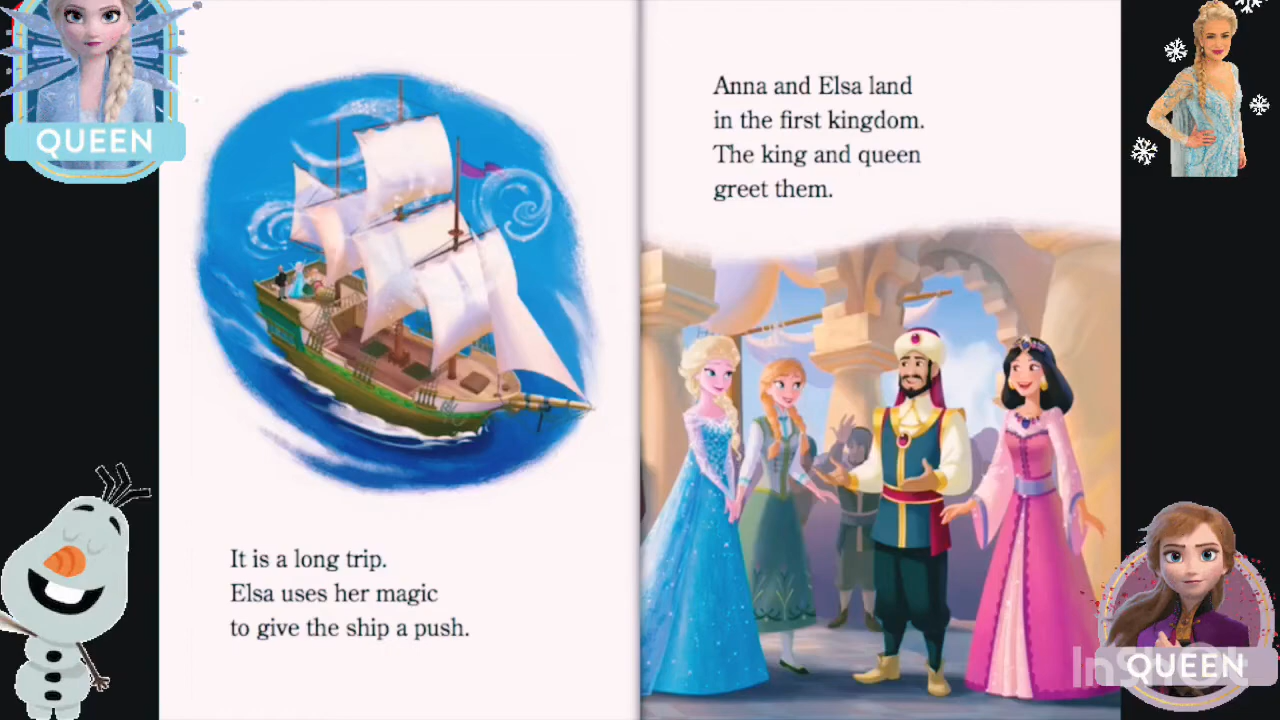 QUEEN
It is a long trip.
Elsa uses her magic
to give the ship a push.
Anna and Elsa land
in the first kingdom.
The king and queen
greet them.
QUEEN